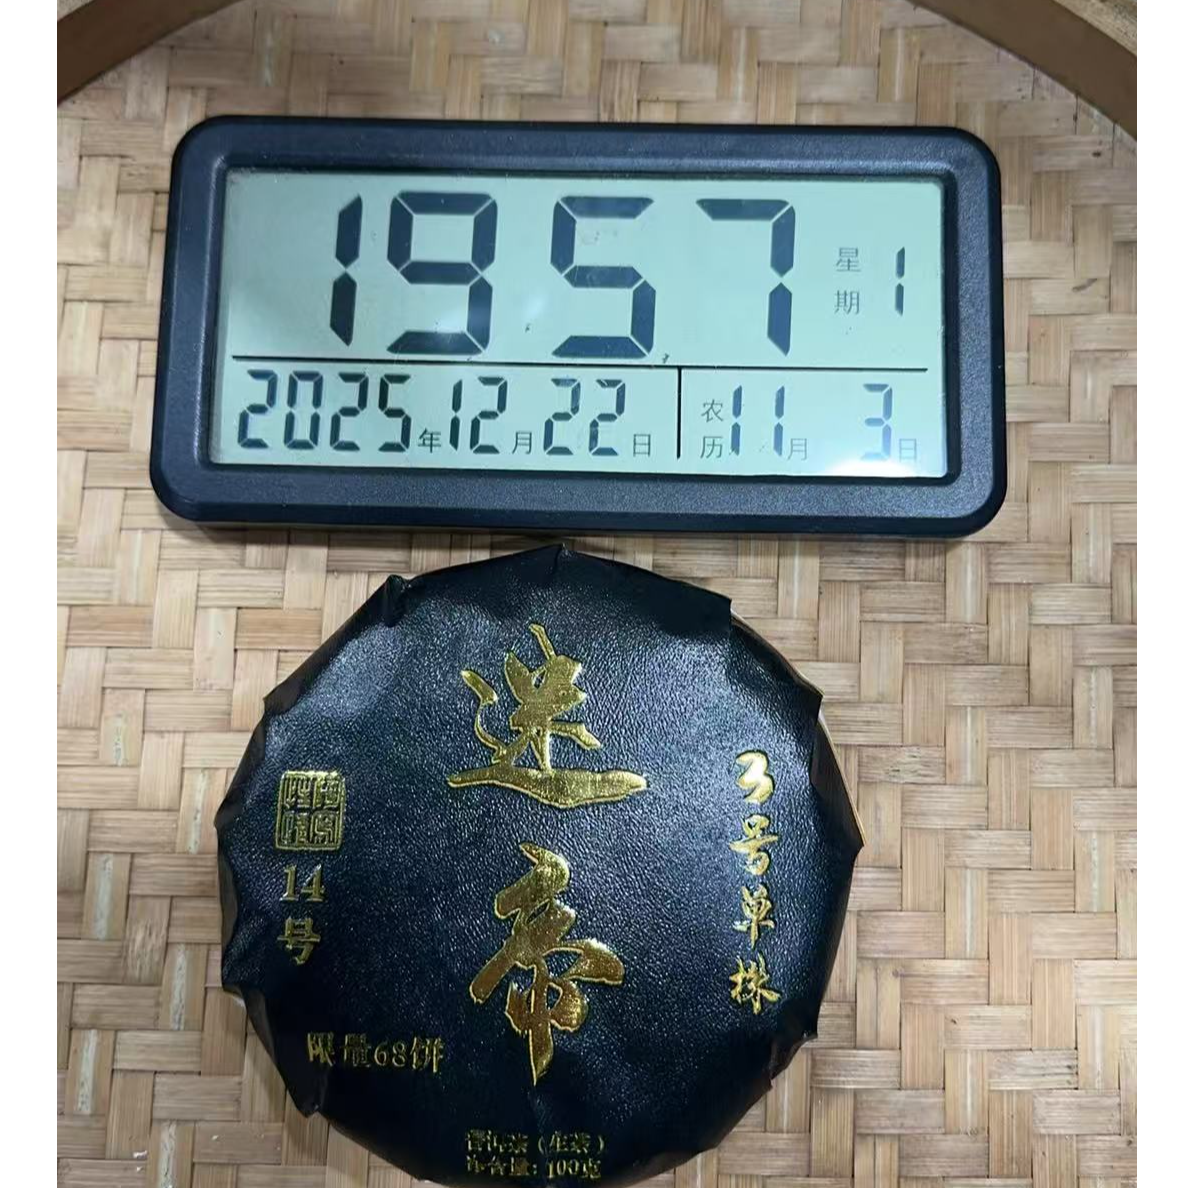 1957
星期 1
2025年12月22日
农历11月3日
迷帝
3号单株
14号
限量68饼
普洱茶（生茶）
净含量：100克